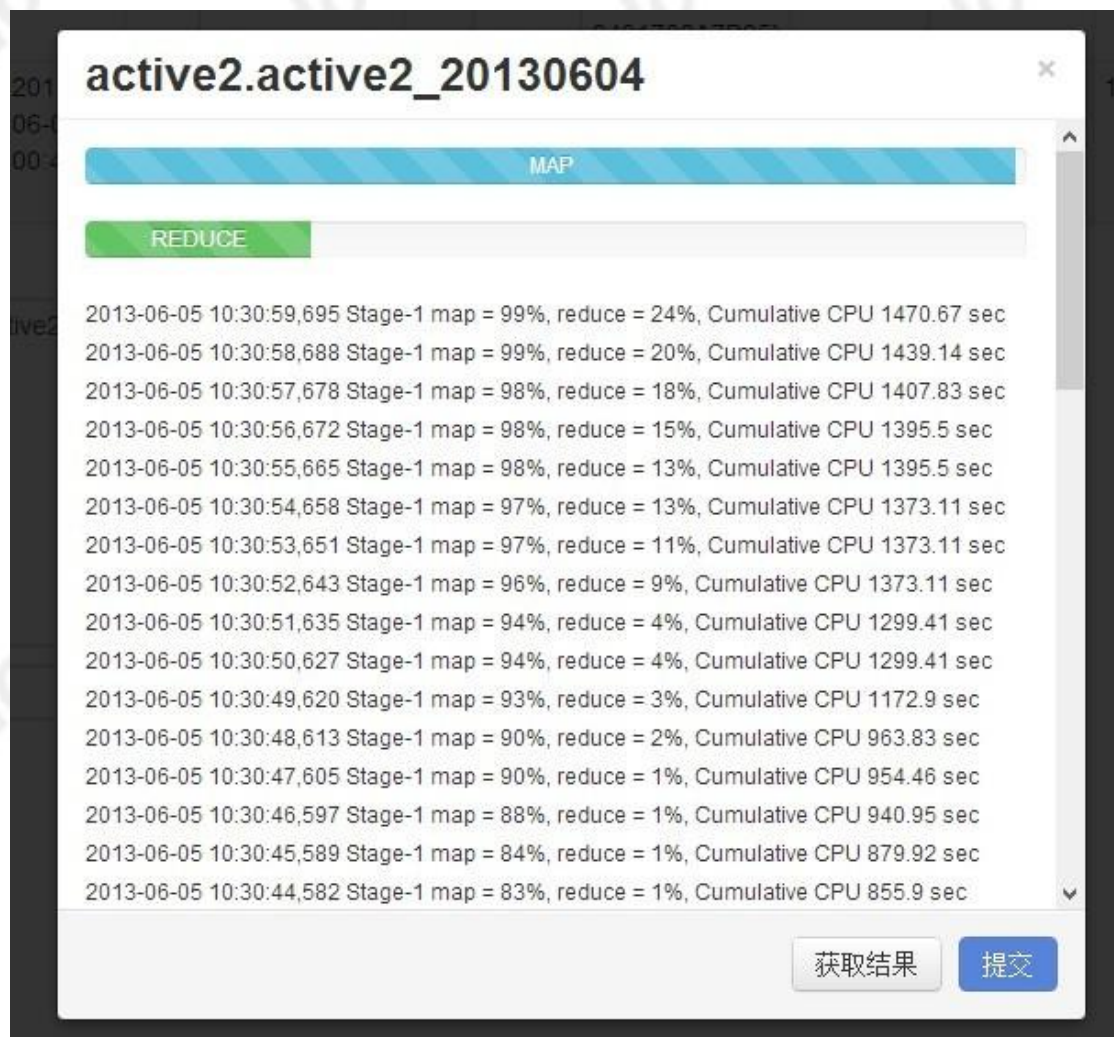 active2.active2_20130604
×
201
06-0
00:4
MAP
REDUCE
tive2
2013-06-05 10:30:59,695 Stage-1 map = 99%, reduce = 24%, Cumulative CPU 1470.67 sec
2013-06-05 10:30:58,688 Stage-1 map = 99%, reduce = 20%, Cumulative CPU 1439.14 sec
2013-06-05 10:30:57,678 Stage-1 map = 98%, reduce = 18%, Cumulative CPU 1407.83 sec
2013-06-05 10:30:56,672 Stage-1 map = 98%, reduce = 15%, Cumulative CPU 1395.5 sec
2013-06-05 10:30:55,665 Stage-1 map = 98%, reduce = 13%, Cumulative CPU 1395.5 sec
2013-06-05 10:30:54,658 Stage-1 map = 97%, reduce = 13%, Cumulative CPU 1373.11 sec
2013-06-05 10:30:53,651 Stage-1 map = 97%, reduce = 11%, Cumulative CPU 1373.11 sec
2013-06-05 10:30:52,643 Stage-1 map = 96%, reduce = 9%, Cumulative CPU 1373.11 sec
2013-06-05 10:30:51,635 Stage-1 map = 94%, reduce = 4%, Cumulative CPU 1299.41 sec
2013-06-05 10:30:50,627 Stage-1 map = 94%, reduce = 4%, Cumulative CPU 1299.41 sec
2013-06-05 10:30:49,620 Stage-1 map = 93%, reduce = 3%, Cumulative CPU 1172.9 sec
2013-06-05 10:30:48,613 Stage-1 map = 90%, reduce = 2%, Cumulative CPU 963.83 sec
2013-06-05 10:30:47,605 Stage-1 map = 90%, reduce = 1%, Cumulative CPU 954.46 sec
2013-06-05 10:30:46,597 Stage-1 map = 88%, reduce = 1%, Cumulative CPU 940.95 sec
2013-06-05 10:30:45,589 Stage-1 map = 84%, reduce = 1%, Cumulative CPU 879.92 sec
2013-06-05 10:30:44,582 Stage-1 map = 83%, reduce = 1%, Cumulative CPU 855.9 sec
获取结果
提交